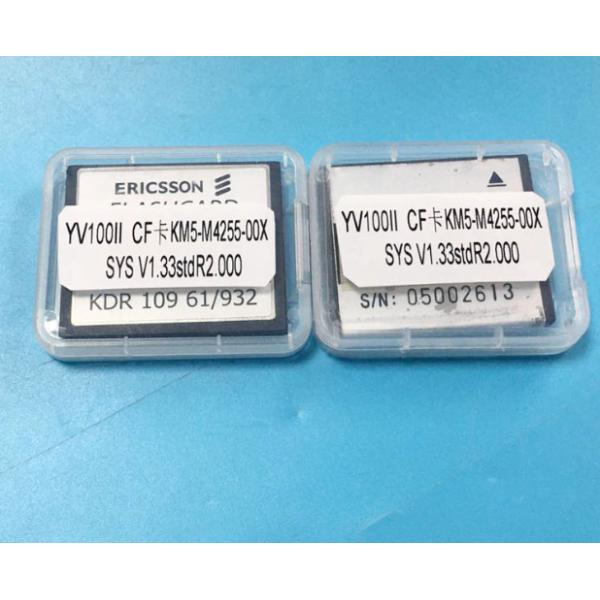 ERICSSON
FLASHCARD
YV100II CF卡KM5-M4255-00X
SYS V1.33stdR2.000
KDR 109 61/932
YV100II CF卡KM5-M4255-00X
SYS V1.33stdR2.000
S/N: 05002613